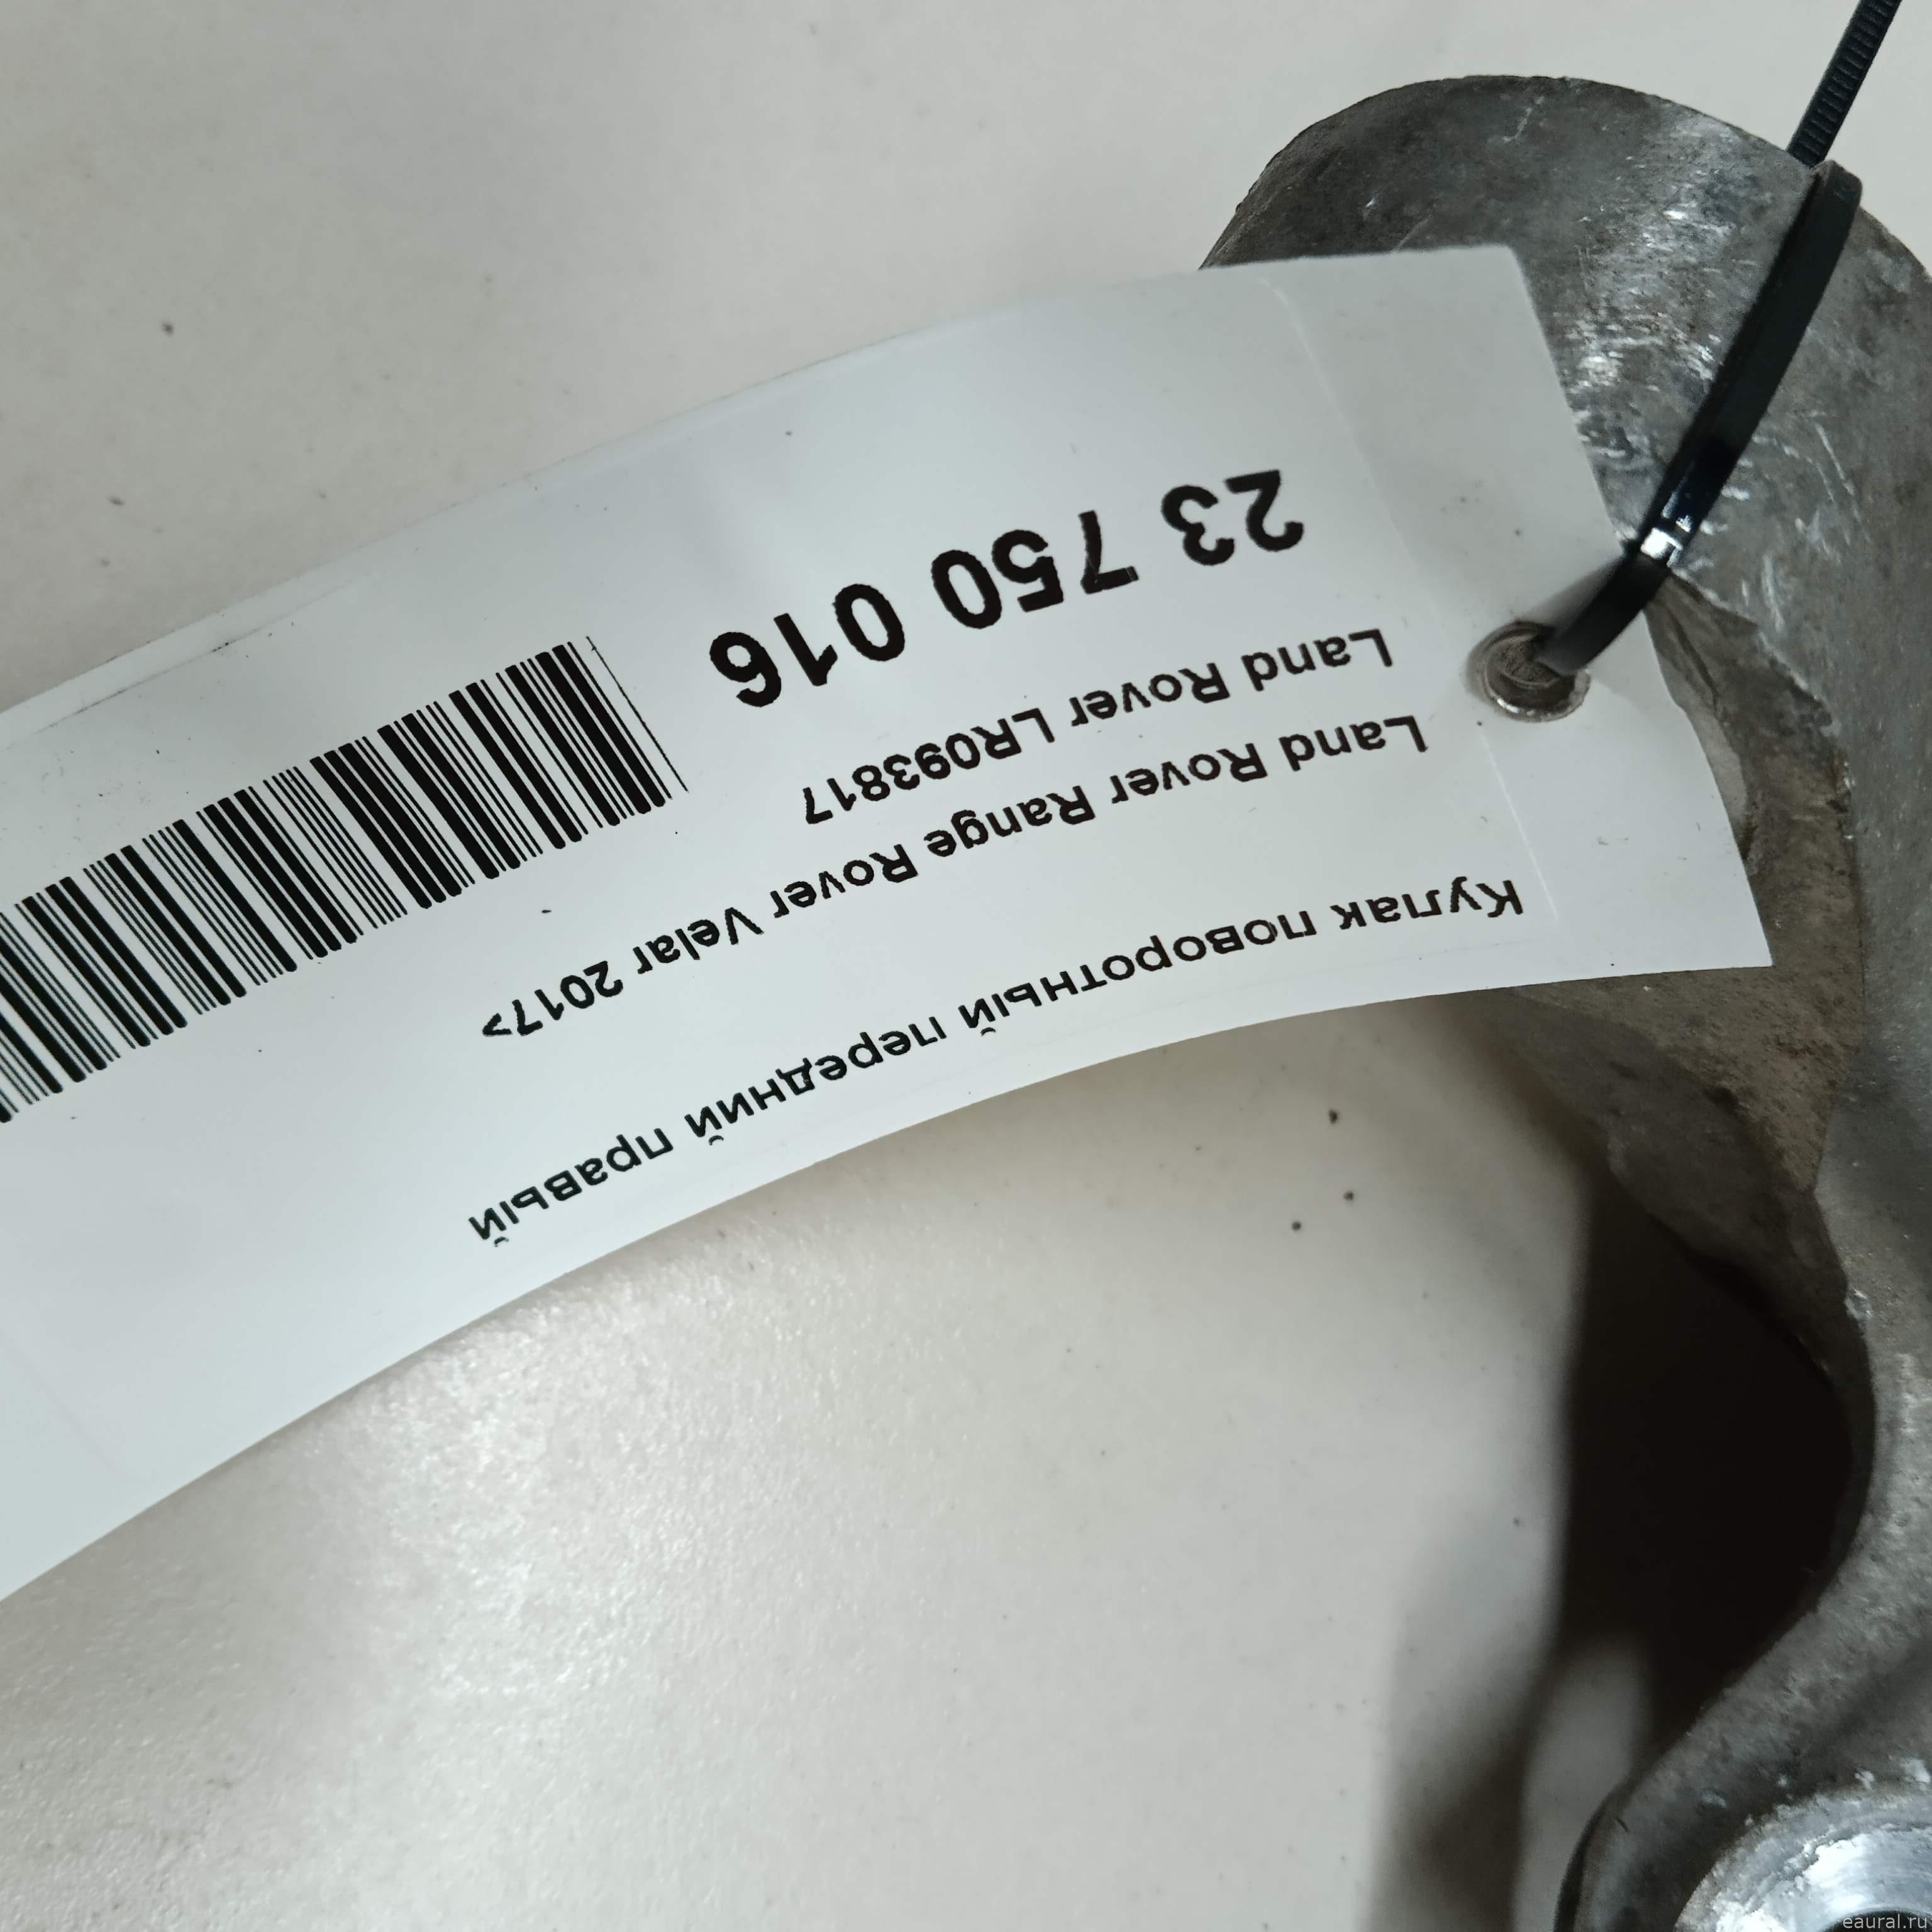 23 750 016
Land Rover LR093817
Land Rover Range Rover Velar 2017>
Кулак поворотный передний правый
eaural.ru